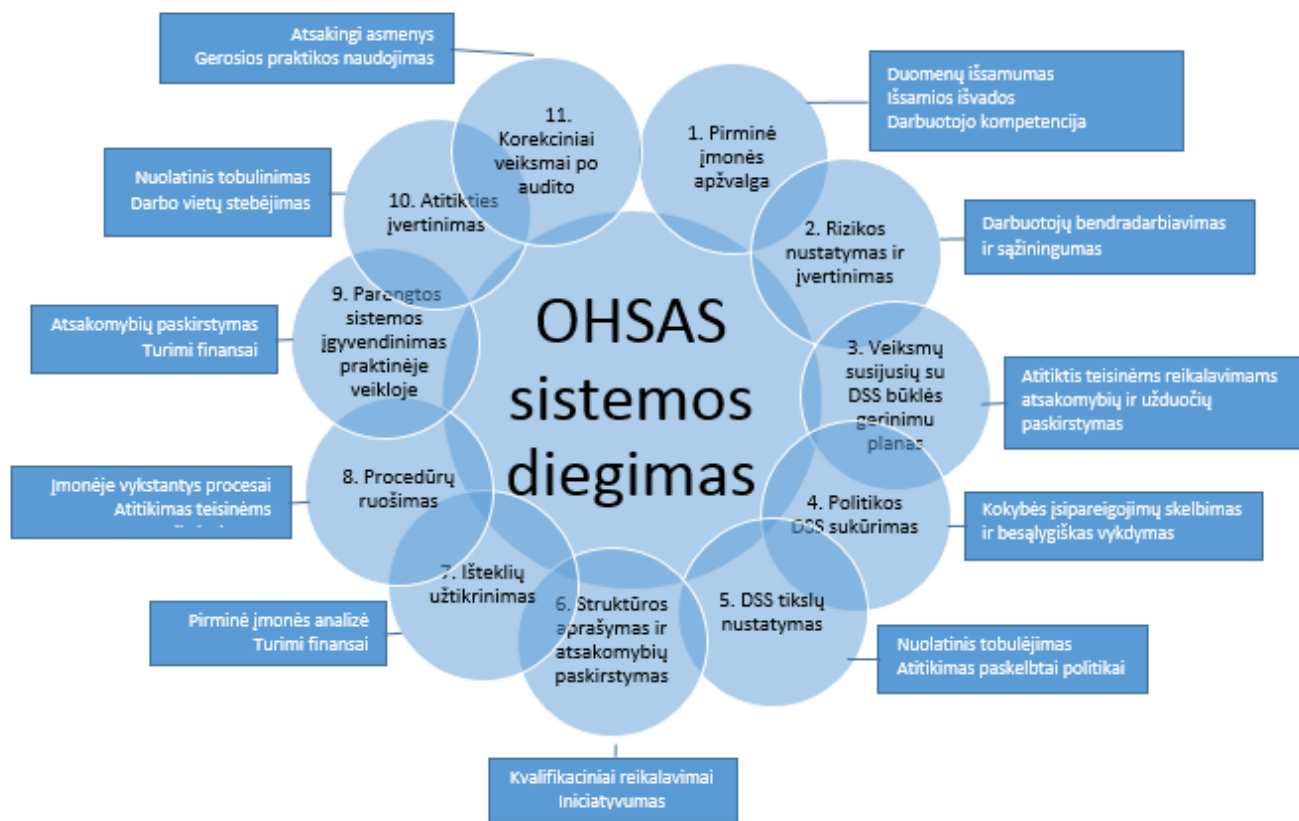 Atsakingi asmenys
Gerosios praktikos naudojimas
Duomenų išsamumas
Išsamios išvados
Darbuotojo kompetencija
11.
Korekciniai
veiksmai po
audito
1. Pirminė
įmonės
apžvalga
Nuolatinis tobulinimas
Darbo vietų stebėjimas
10. Atitikties
įvertinimas
2. Rizikos
nustatymas ir
įvertinimas
Darbuotojų bendradarbiavimas
ir sąžiningumas
9. Parangtos
sistemos
įgyvendinimas
praktinėje
veikloje
Atsakomybių paskirstymas
Turimi finansai
OHSAS
sistemos
diegimas
3. Veiksmų
susijusių su
DSS būklės
gerinimu
planas
Atitiktis teisinėms reikalavimams
atsakomybių ir užduočių
paskirstymas
Įmonėje vykstantys procesai
Atitikimas teisinėms
8. Procedūrų
ruošimas
4. Politikos
DSS sukūrimas
Kokybės įsipareigojimų skelbimas
ir besąlygiškas vykdymas
7. Išteklių
užtikrinimas
Pirminė įmonės analizė
Turimi finansai
6. Struktūros
aprašymas ir
atsakomybių
paskirstymas
5. DSS tikslų
nustatymas
Nuolatinis tobulėjimas
Atitikimas paskelbtai politikai
Kvalifikaciniai reikalavimai
Iniciatyvumas